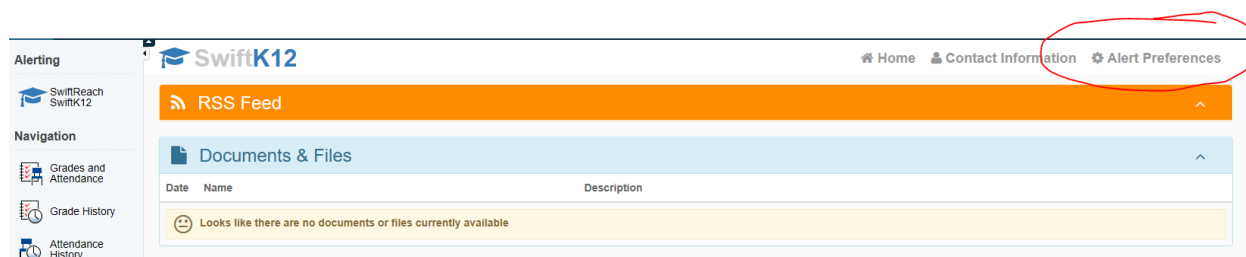 Alerting
SwiftReach
SwiftK12
Navigation
Grades and
Attendance
Grade History
Attendance
History
SwiftK12
Home Contact Information Alert Preferences
RSS Feed
Documents & Files
Date Name Description
Looks like there are no documents or files currently available